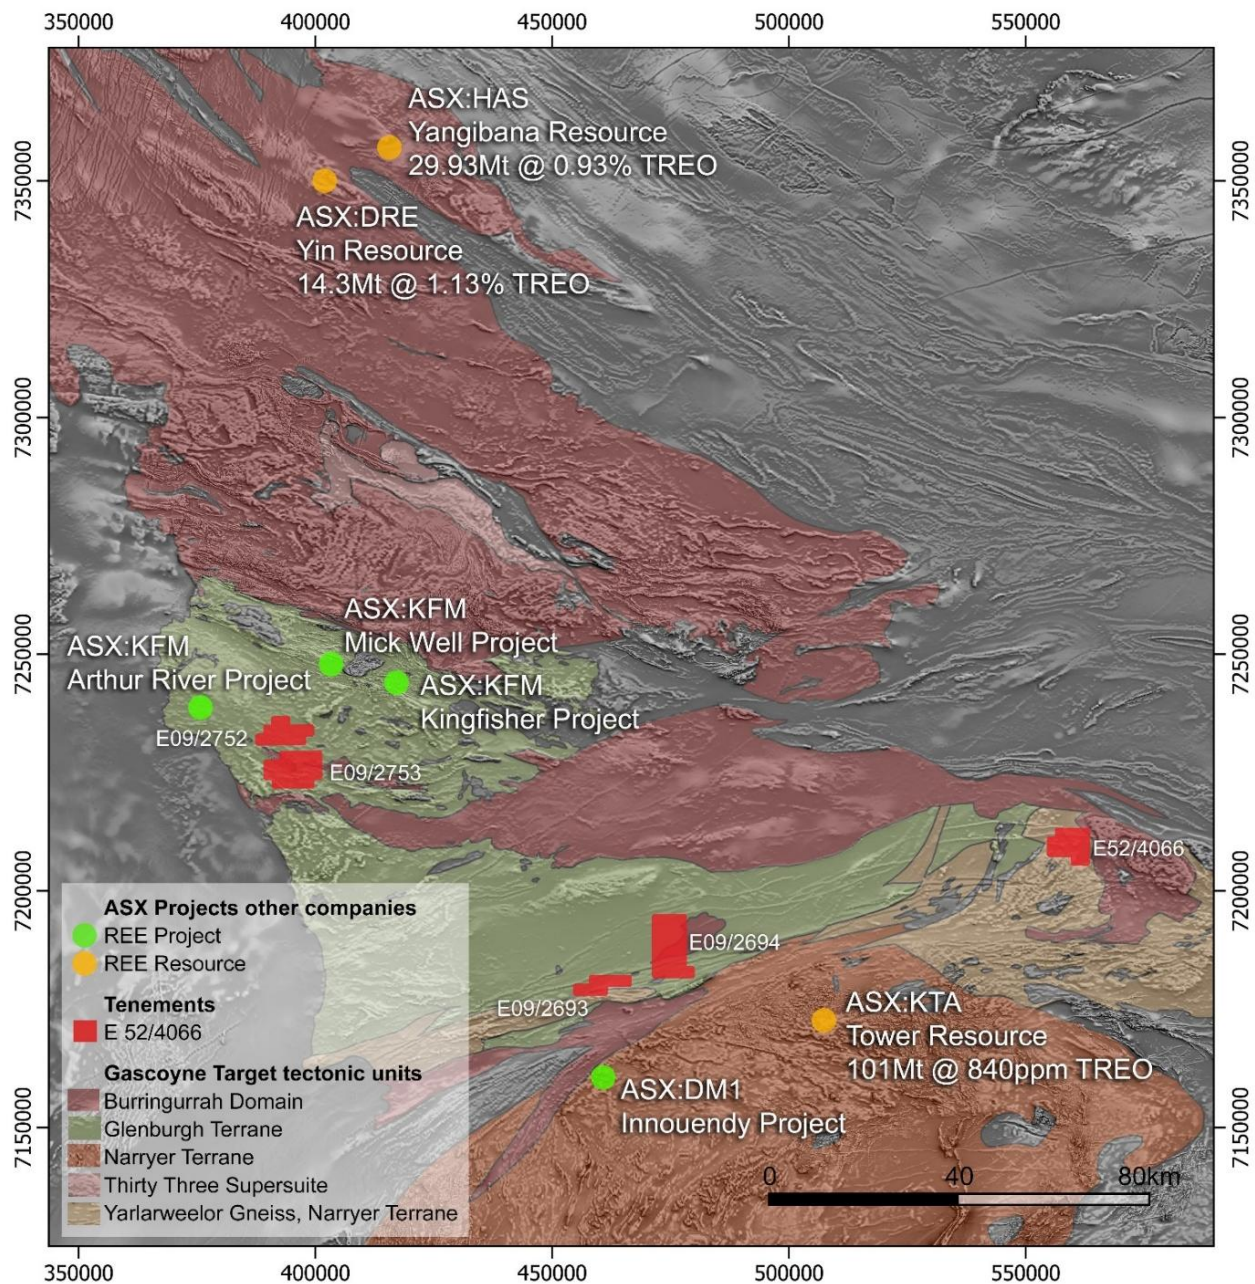 350000
400000
450000
500000
550000
7350000
7300000
7250000
7200000
7150000
7350000
7300000
7250000
7200000
7150000
ASX:HAS
Yangibana Resource
29.93Mt @ 0.93% TREO
ASX:DRE
Yin Resource
14.3Mt @ 1.13% TREO
ASX:KFM
Mick Well Project
ASX:KFM
Arthur River Project
ASX:KFM
Kingfisher Project
E09/2752
E09/2753
E52/4066
E09/2694
E09/2693
ASX:KTA
Tower Resource
101Mt @ 840ppm TREO
ASX:DM1
Innouendy Project
ASX Projects other companies
REE Project
REE Resource
Tenements
E 52/4066
Gascoyne Target tectonic units
Burringurrah Domain
Glenburgh Terrane
Narryer Terrane
Thirty Three Supersuite
Yarlarweelor Gneiss, Narryer Terrane
0
40
80km
350000
400000
450000
500000
550000